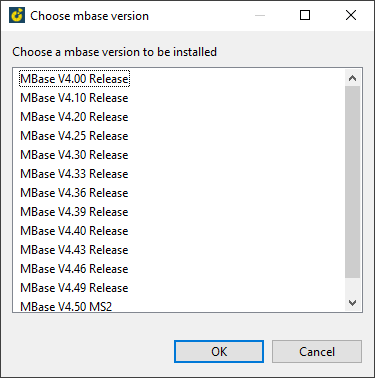 Choose mbase version
Choose a mbase version to be installed
MBase V4.00 Release
MBase V4.10 Release
MBase V4.20 Release
MBase V4.25 Release
MBase V4.30 Release
MBase V4.33 Release
MBase V4.36 Release
MBase V4.39 Release
MBase V4.40 Release
MBase V4.43 Release
MBase V4.46 Release
MBase V4.49 Release
MBase V4.50 MS2
OK
Cancel